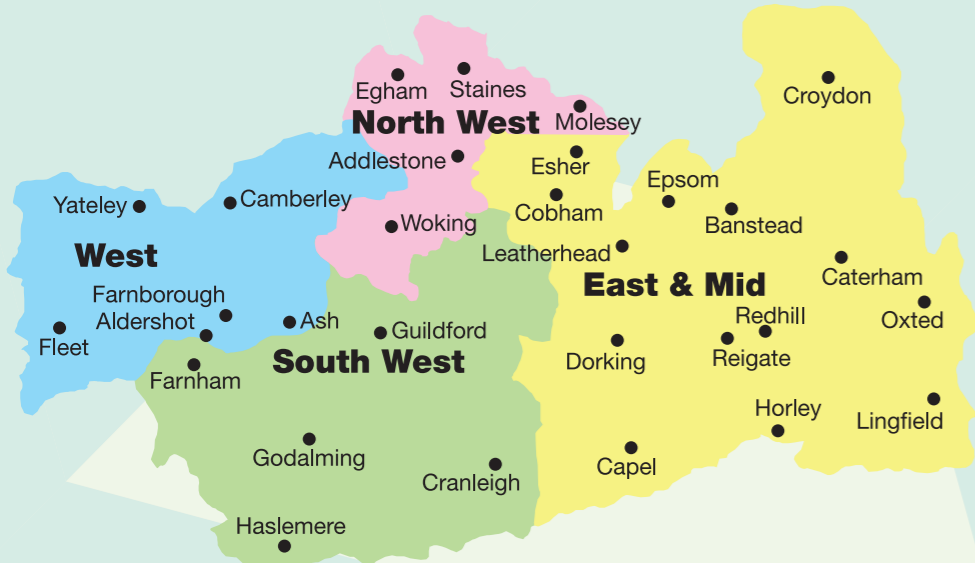 Croydon
Egham
Staines
North West
Molesey
Addlestone
Esher
Epsom
Yateley
Camberley
Cobham
Banstead
Woking
West
Leatherhead
East & Mid
Caterham
Farnborough
Aldershot
Ash
Guildford
Redhill
Oxted
Fleet
South West
Dorking
Reigate
Farnham
Horley
Lingfield
Godalming
Capel
Cranleigh
Haslemere